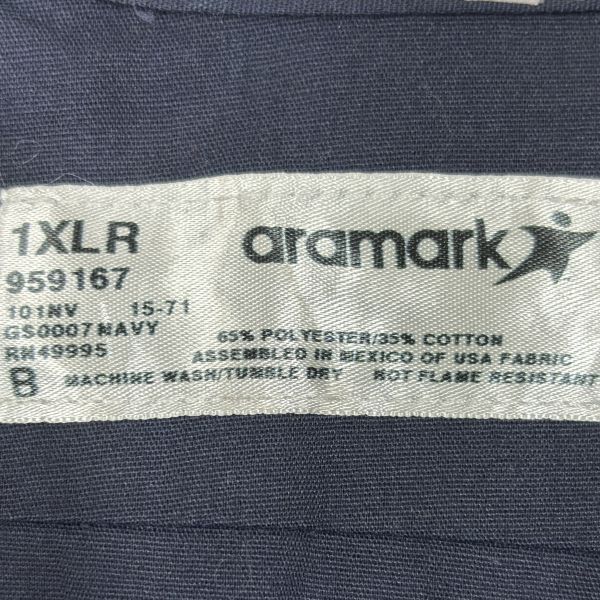 1XLR
aramark
959167
101NV 15-71
GS0007 NAVY
RN49995
65% POLYESTER/35% COTTON
ASSEMBLED IN MEXICO OF USA FABRIC
B MACHINE WASH/TUMBLE DRY NOT FLAME RESISTANT